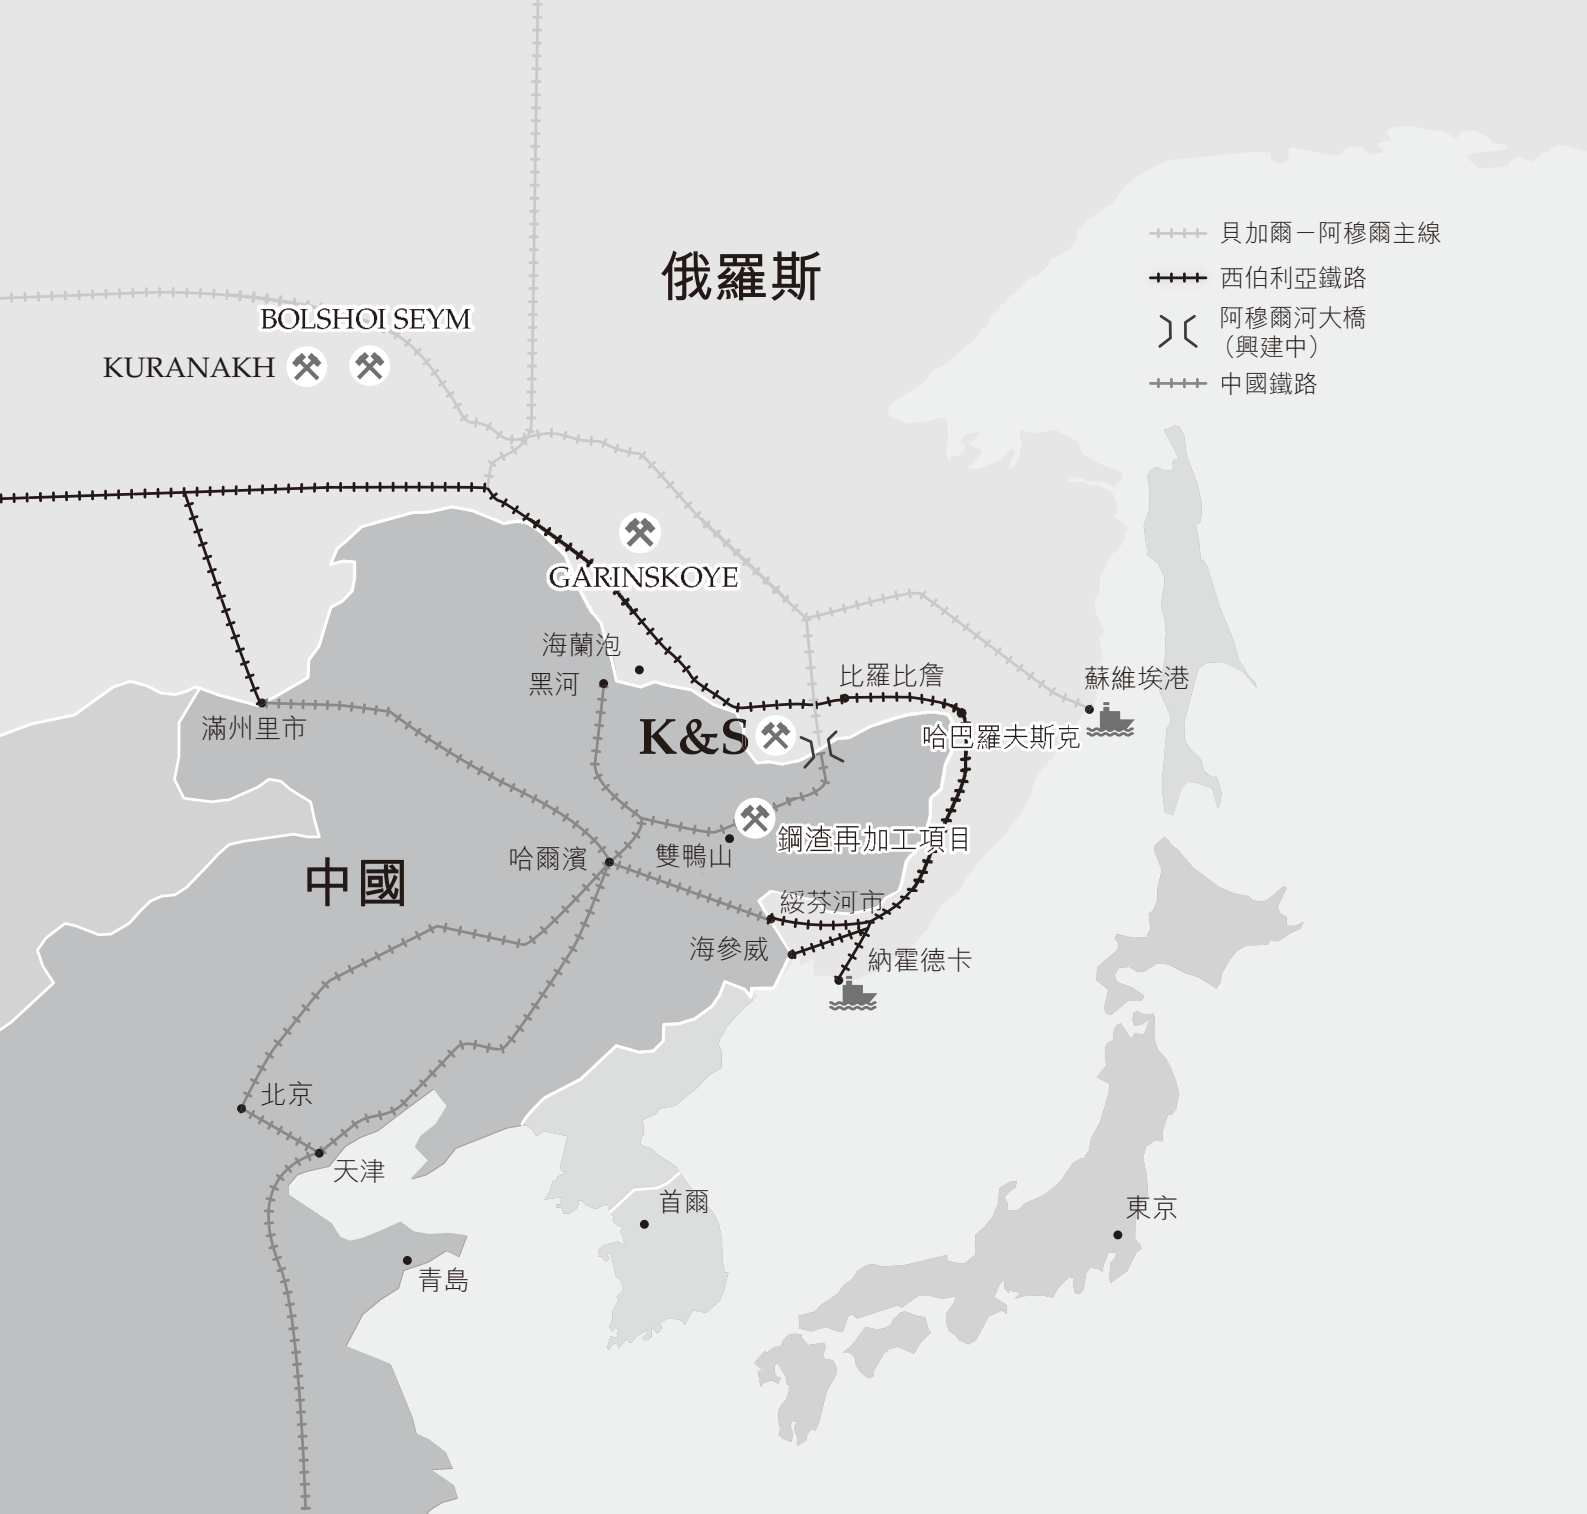 貝加爾－阿穆爾主線
俄羅斯
西伯利亞鐵路
BOLSHOI SEYM
阿穆爾河大橋
（興建中）
KURANAKH
中國鐵路
GARINSKOYE
海蘭泡
比羅比詹
蘇維埃港
黑河
滿州里市
K&S
哈巴羅夫斯克
鋼渣再加工項目
哈爾濱
雙鴨山
中國
綏芬河市
海參威
納霍德卡
北京
天津
首爾
東京
青島